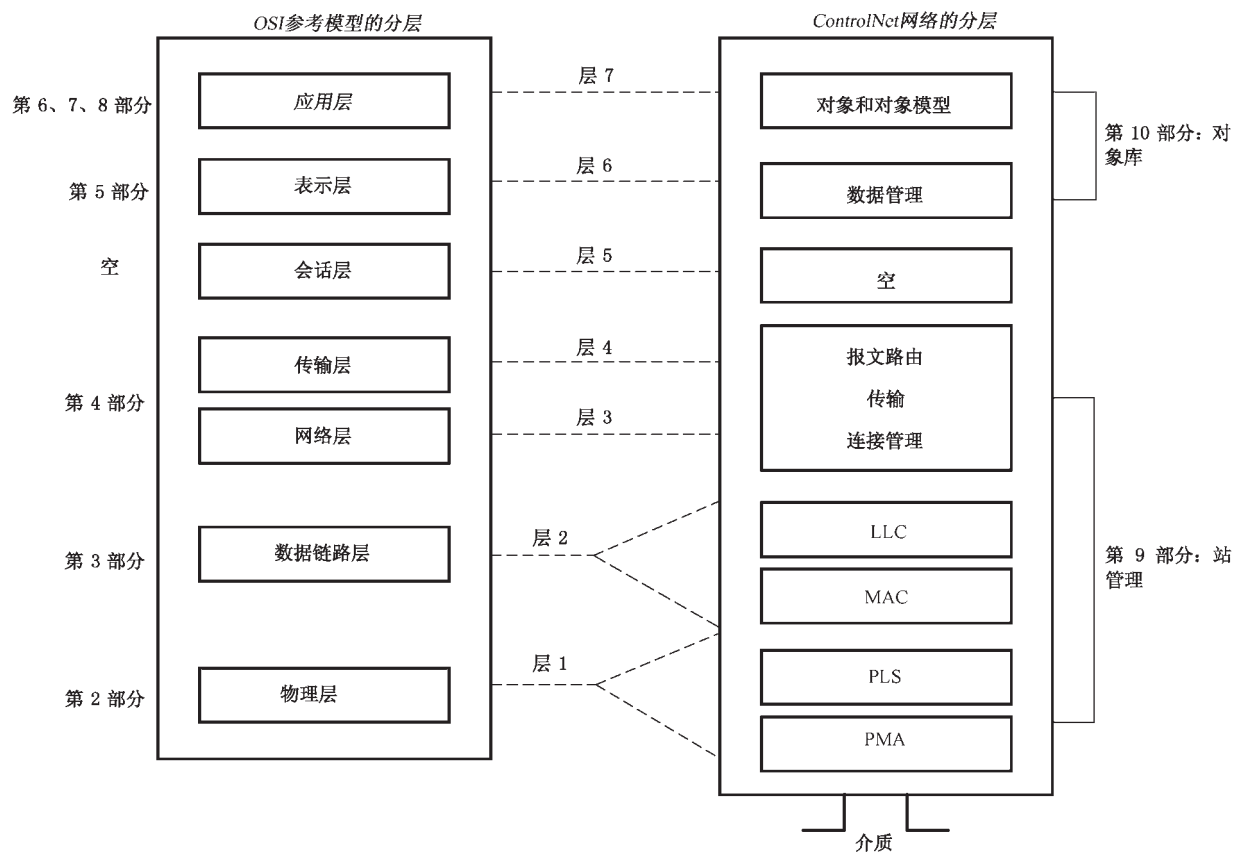 OSI参考模型的分层
ControlNet网络的分层
第 6、7、8 部分
应用层
层 7
对象和对象模型
第 10 部分：对
象库
第 5 部分
表示层
层 6
数据管理
空
会话层
层 5
空
第 4 部分
传输层
层 4
网络层
层 3
报文路由
传输
连接管理
第 3 部分
数据链路层
层 2
LLC
MAC
第 9 部分：站
管理
第 2 部分
物理层
层 1
PLS
PMA
介质